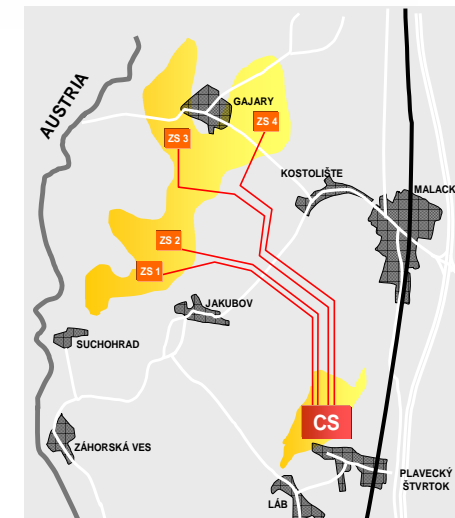 AUSTRIA
GAJARY
ZS 4
ZS 3
KOSTOLIŠTE
MALACK
ZS 2
ZS 1
JAKUBOV
SUCHOHRAD
CS
ZÁHORSKÁ VES
PLAVECKÝ
ŠTVRTOK
LÁB